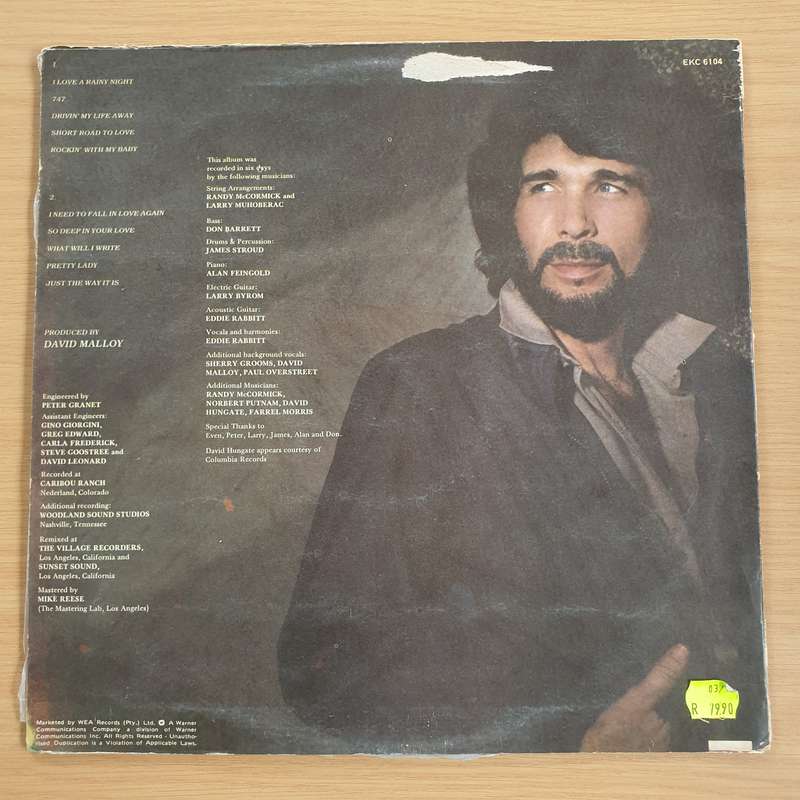 EKC 6104
1.
I LOVE A RAINY NIGHT
747
DRIVIN' MY LIFE AWAY
SHORT ROAD TO LOVE
ROCKIN' WITH MY BABY
2.
I NEED TO FALL IN LOVE AGAIN
SO DEEP IN YOUR LOVE
WHAT WILL I WRITE
PRETTY LADY
JUST THE WAY IT IS
PRODUCED BY
DAVID MALLOY
Engineered by
PETER GRANET
Assistant Engineers:
GINO GIORGINI,
GREG EDWARD,
CARLA FREDERICK,
STEVE GOOSTREE and
DAVID LEONARD
Recorded at
CARIBOU RANCH
Nederland, Colorado
Additional recording:
WOODLAND SOUND STUDIOS
Nashville, Tennessee
Remixed at
THE VILLAGE RECORDERS,
Los Angeles, California and
SUNSET SOUND,
Los Angeles, California
Mastered by
MIKE REESE
(The Mastering Lab, Los Angeles)
This album was
recorded in six days
by the following musicians:
String Arrangements:
RANDY McCORMICK and
LARRY MUHOBERAC
Bass:
DON BARRETT
Drums & Percussion:
JAMES STROUD
Piano:
ALAN FEINGOLD
Electric Guitar:
LARRY BYROM
Acoustic Guitar:
EDDIE RABBITT
Vocals and harmonies:
EDDIE RABBITT
Additional background vocals:
SHERRY GROOMS, DAVID
MALLOY, PAUL OVERSTREET
Additional Musicians:
RANDY McCORMICK,
NORBERT PUTNAM, DAVID
HUNGATE, FARREL MORRIS
Special Thanks to
Even, Peter, Larry, James, Alan and Don.
David Hungate appears courtesy of
Columbia Records
Marketed by WEA Records (Pty.) Ltd. A Warner
Communications Company a division of Warner
Communications Inc. All Rights Reserved - Unautho-
rised Duplication is a Violation of Applicable Laws.
R 79.90